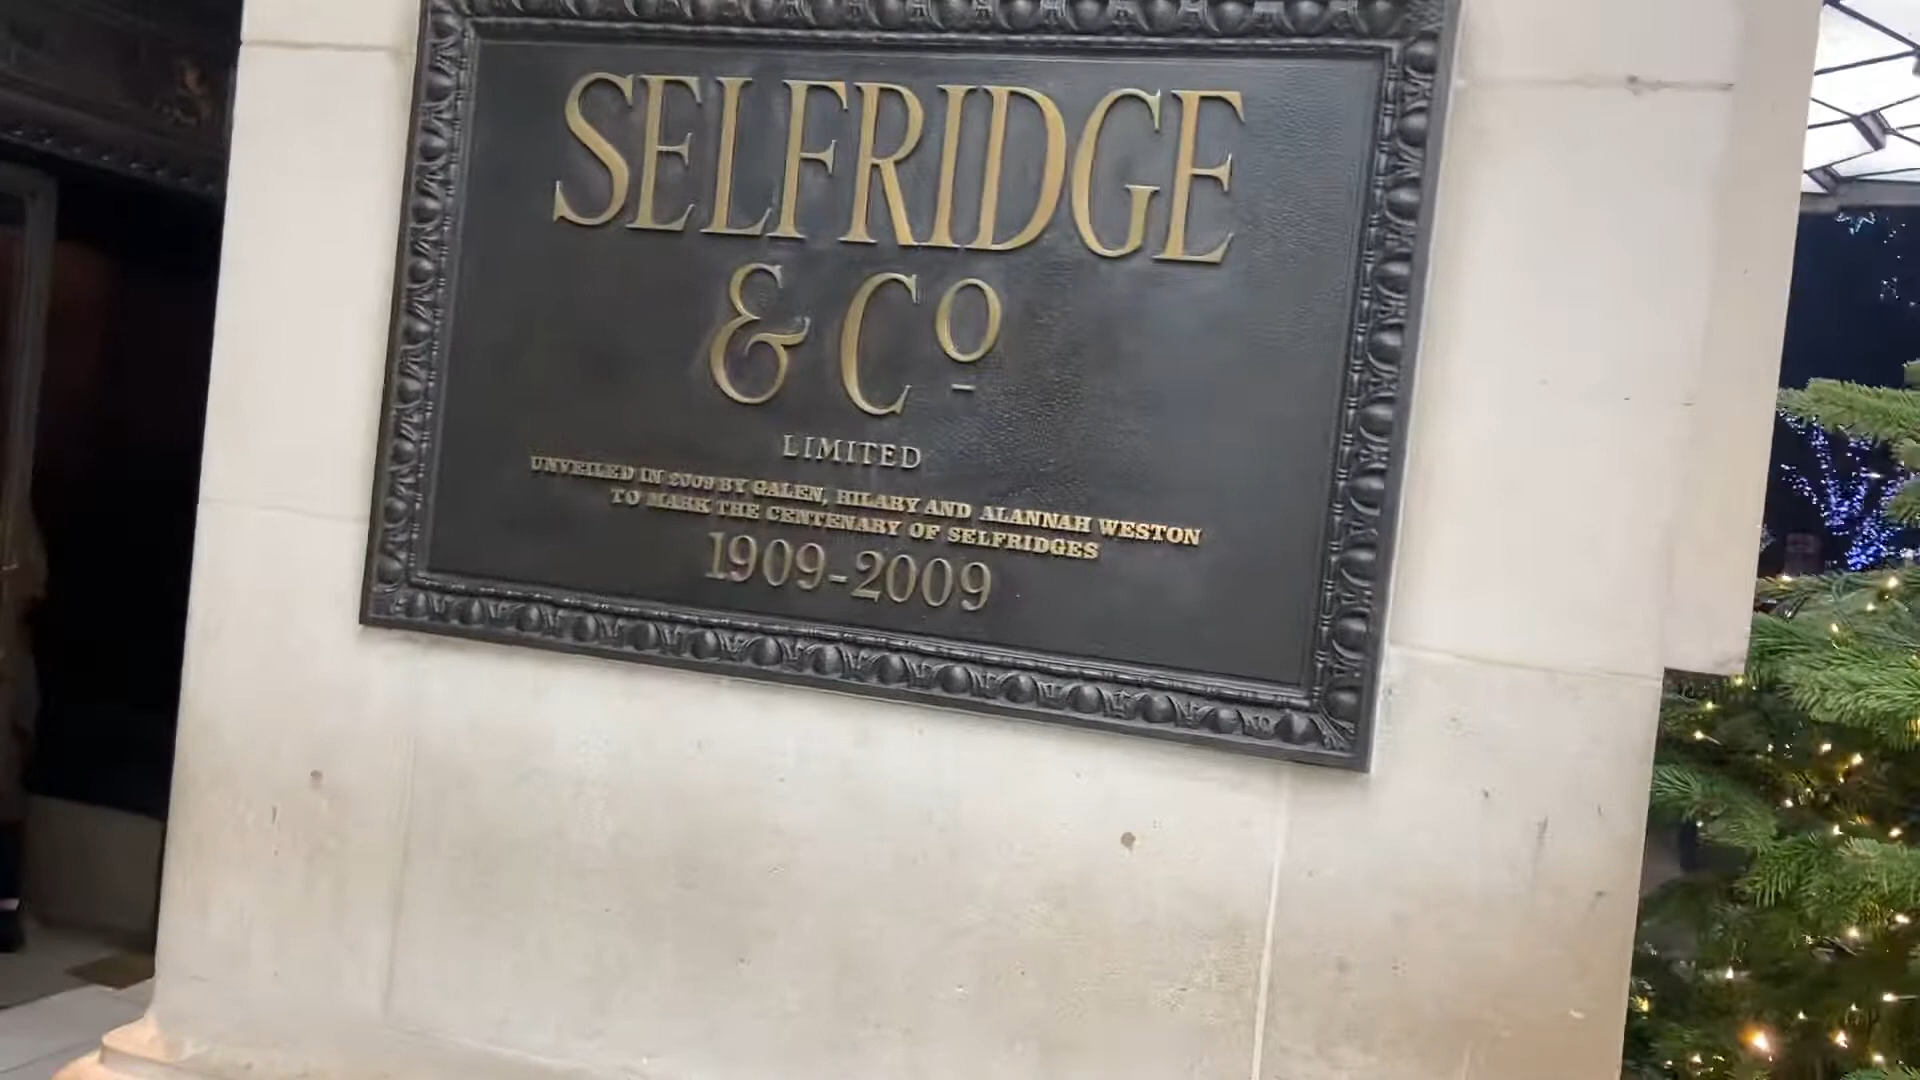 SELFRIDGE
& Cº
LIMITED
UNVEILED IN 2009 BY GALEN, HILARY AND ALANNAH WESTON
TO MARK THE CENTENARY OF SELFRIDGES
1909-2009